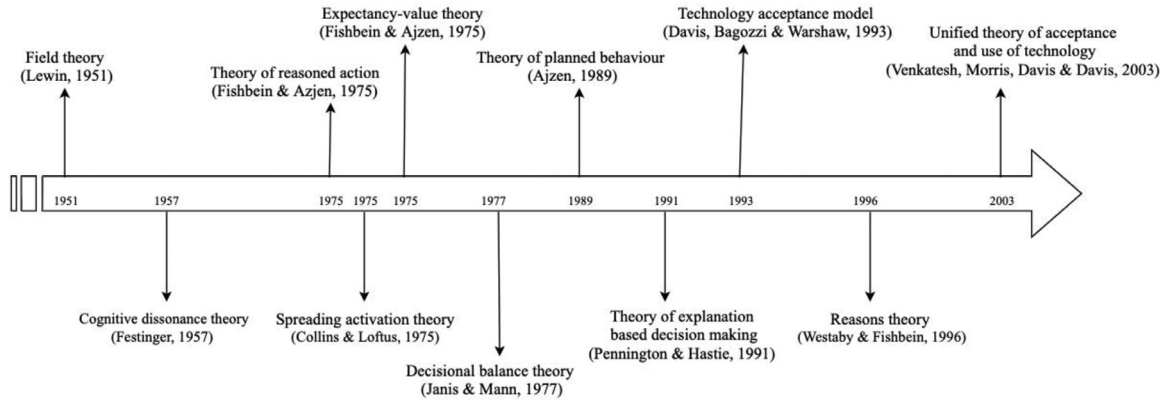 Expectancy-value theory
(Fishbein & Ajzen, 1975)
Technology acceptance model
(Davis, Bagozzi & Warshaw, 1993)
Unified theory of acceptance
and use of technology
(Venkatesh, Morris, Davis & Davis, 2003)
Field theory
(Lewin, 1951)
Theory of reasoned action
(Fishbein & Azjen, 1975)
Theory of planned behaviour
(Ajzen, 1989)
1951 1957 1975 1975 1975 1977 1989 1991 1993 1996 2003
Cognitive dissonance theory
(Festinger, 1957)
Spreading activation theory
(Collins & Loftus, 1975)
Decisional balance theory
(Janis & Mann, 1977)
Theory of explanation
based decision making
(Pennington & Hastie, 1991)
Reasons theory
(Westaby & Fishbein, 1996)